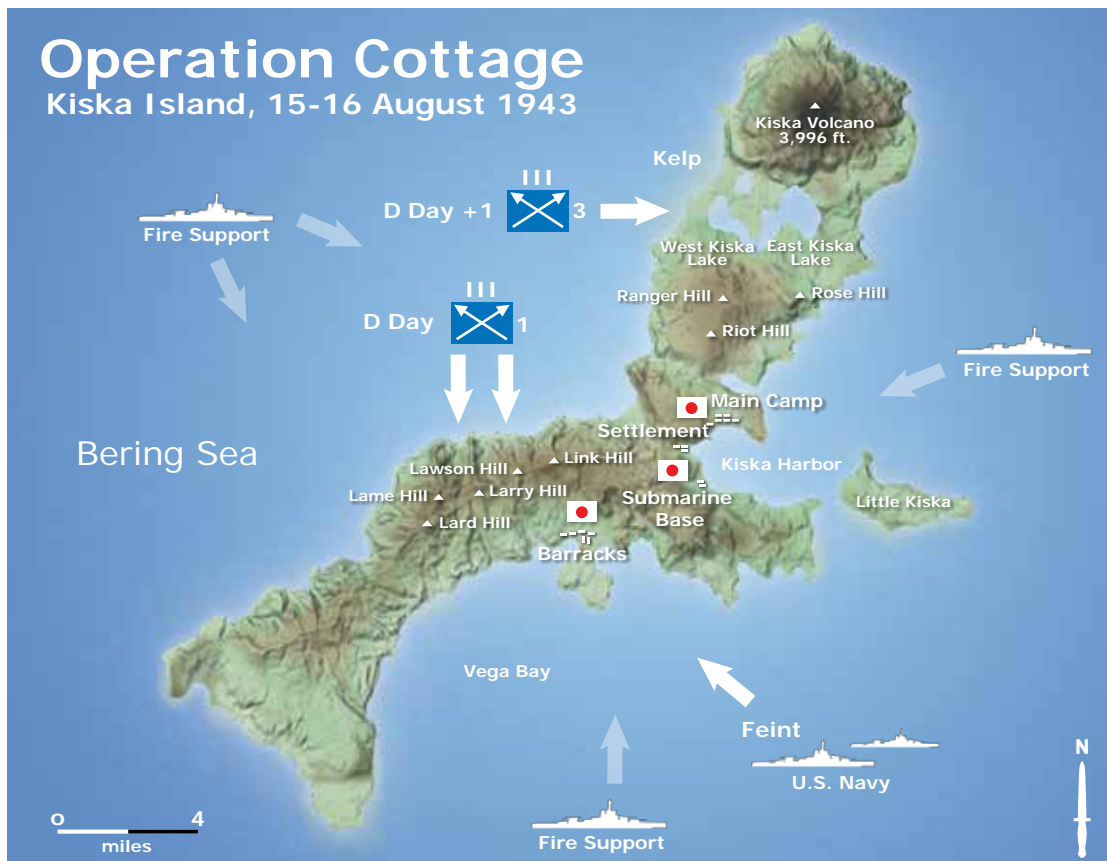 Operation Cottage
Kiska Island, 15-16 August 1943
Kiska Volcano
3,996 ft.
Kelp
III
D Day +1
3
Fire Support
West Kiska
Lake
East Kiska
Lake
Ranger Hill
Rose Hill
III
D Day
1
Riot Hill
Fire Support
Main Camp
Settlement
Bering Sea
Link Hill
Lawson Hill
Kiska Harbor
Lame Hill
Larry Hill
Submarine
Base
Little Kiska
Lard Hill
Barracks
Vega Bay
Feint
U.S. Navy
N
0
4
miles
Fire Support